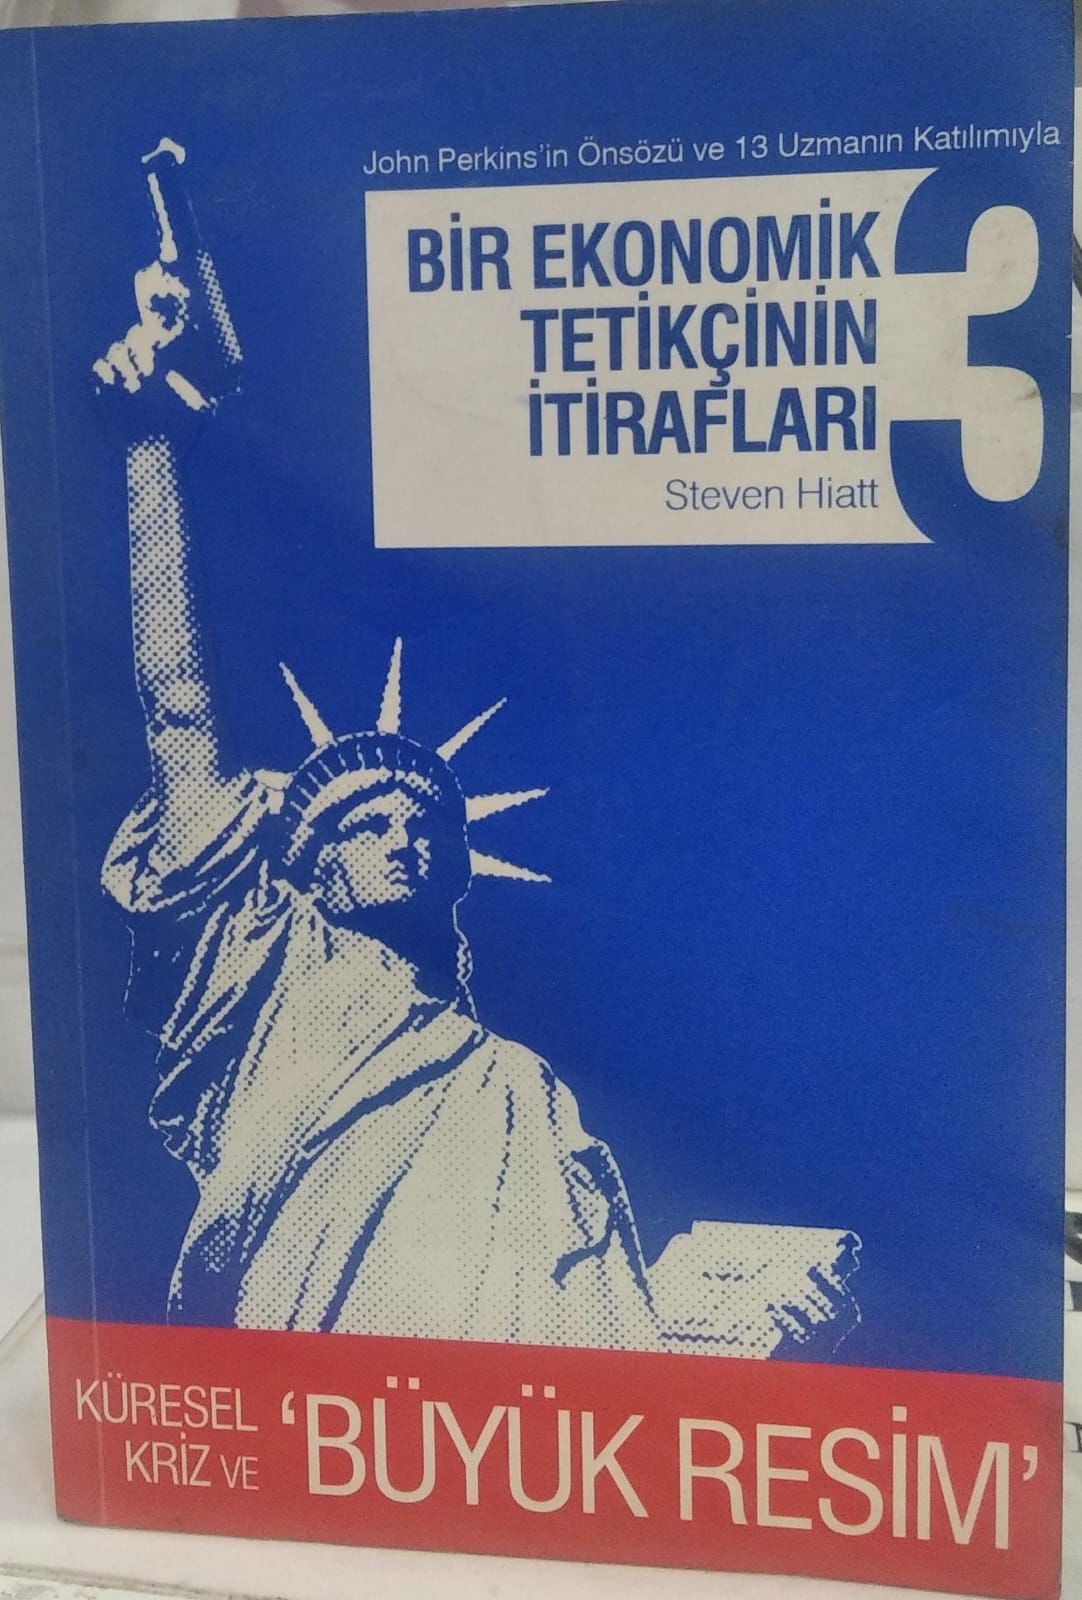 John Perkins'in Önsözü ve 13 Uzmanın Katılımıyla
BİR EKONOMİK
TETİKÇİNİN
İTİRAFLARI
3
Steven Hiatt
KÜRESEL
KRİZ VE
‘BÜYÜK RESİM’